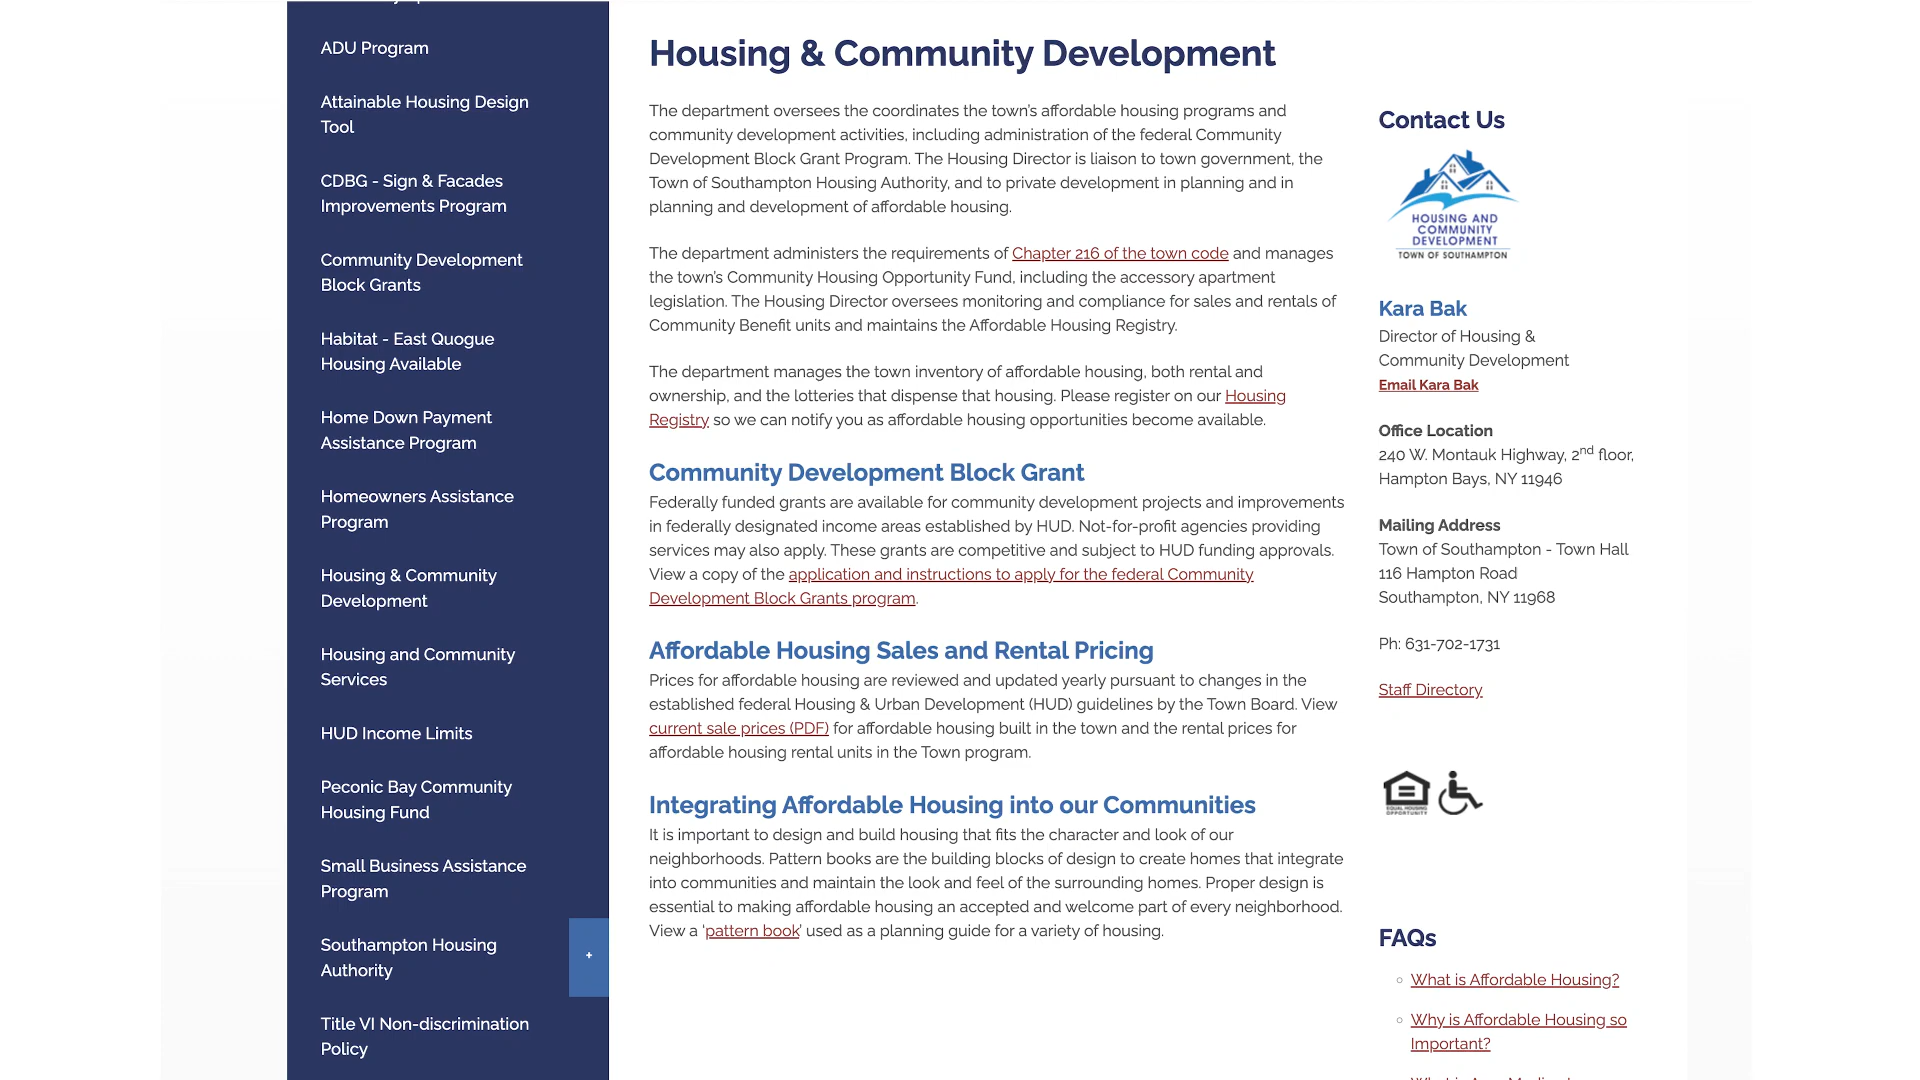 ADU Program
Attainable Housing Design
Tool
CDBG - Sign & Facades
Improvements Program
Community Development
Block Grants
Habitat - East Quogue
Housing Available
Home Down Payment
Assistance Program
Homeowners Assistance
Program
Housing & Community
Development
Housing and Community
Services
HUD Income Limits
Peconic Bay Community
Housing Fund
Small Business Assistance
Program
Southampton Housing
Authority
+
Title VI Non-discrimination
Policy
Housing & Community Development
The department oversees the coordinates the town's affordable housing programs and
community development activities, including administration of the federal Community
Development Block Grant Program. The Housing Director is liaison to town government, the
Town of Southampton Housing Authority, and to private development in planning and in
planning and development of affordable housing.
The department administers the requirements of Chapter 216 of the town code and manages
the town's Community Housing Opportunity Fund, including the accessory apartment
legislation. The Housing Director oversees monitoring and compliance for sales and rentals of
Community Benefit units and maintains the Affordable Housing Registry.
The department manages the town inventory of affordable housing, both rental and
ownership, and the lotteries that dispense that housing. Please register on our Housing
Registry so we can notify you as affordable housing opportunities become available.
Community Development Block Grant
Federally funded grants are available for community development projects and improvements
in federally designated income areas established by HUD. Not-for-profit agencies providing
services may also apply. These grants are competitive and subject to HUD funding approvals.
View a copy of the application and instructions to apply for the federal Community
Development Block Grants program.
Affordable Housing Sales and Rental Pricing
Prices for affordable housing are reviewed and updated yearly pursuant to changes in the
established federal Housing & Urban Development (HUD) guidelines by the Town Board. View
current sale prices (PDF) for affordable housing built in the town and the rental prices for
affordable housing rental units in the Town program.
Integrating Affordable Housing into our Communities
It is important to design and build housing that fits the character and look of our
neighborhoods. Pattern books are the building blocks of design to create homes that integrate
into communities and maintain the look and feel of the surrounding homes. Proper design is
essential to making affordable housing an accepted and welcome part of every neighborhood.
View a 'pattern book' used as a planning guide for a variety of housing.
Contact Us
HOUSING AND
COMMUNITY
DEVELOPMENT
TOWN OF SOUTHAMPTON
Kara Bak
Director of Housing &
Community Development
Email Kara Bak
Office Location
240 W. Montauk Highway, 2nd floor,
Hampton Bays, NY 11946
Mailing Address
Town of Southampton - Town Hall
116 Hampton Road
Southampton, NY 11968
Ph: 631-702-1731
Staff Directory
EQUAL HOUSING
OPPORTUNITY
FAQs
What is Affordable Housing?
Why is Affordable Housing so
Important?